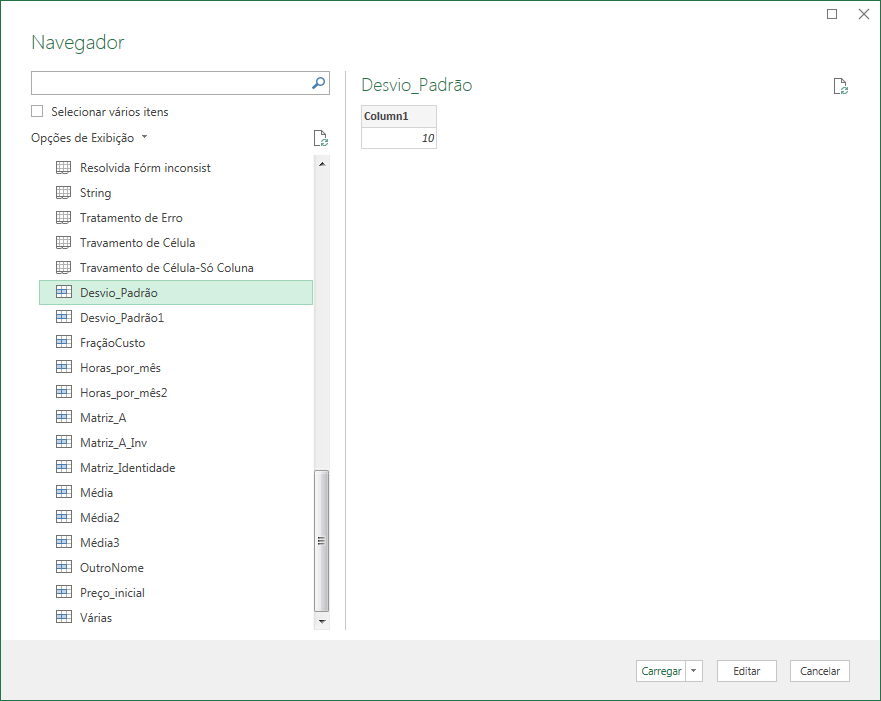 Navegador
Selecionar vários itens
Opções de Exibição
Resolvida Fórm inconsist
String
Tratamento de Erro
Travamento de Célula
Travamento de Célula-Só Coluna
Desvio_Padrão
Desvio_Padrão1
FraçãoCusto
Horas_por_mês
Horas_por_mês2
Matriz_A
Matriz_A_Inv
Matriz_Identidade
Média
Média2
Média3
OutroNome
Preço_inicial
Várias
Desvio_Padrão
Column1
10
Carregar
Editar
Cancelar